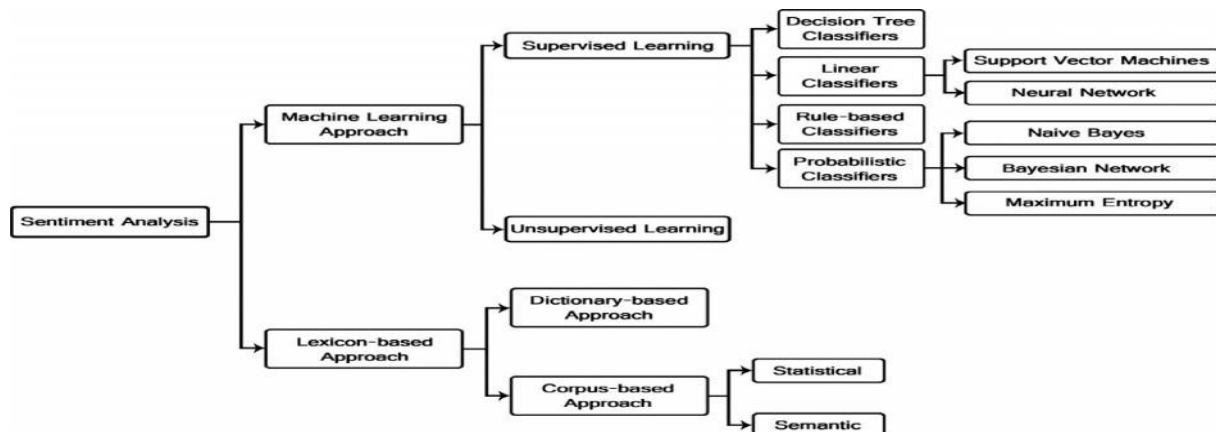 Decision Tree
Classifiers
Supervised Learning
Linear
Classifiers
Support Vector Machines
Neural Network
Machine Learning
Approach
Rule-based
Classifiers
Naive Bayes
Probabilistic
Classifiers
Bayesian Network
Maximum Entropy
Sentiment Analysis
Unsupervised Learning
Dictionary-based
Approach
Lexicon-based
Approach
Statistical
Corpus-based
Approach
Semantic